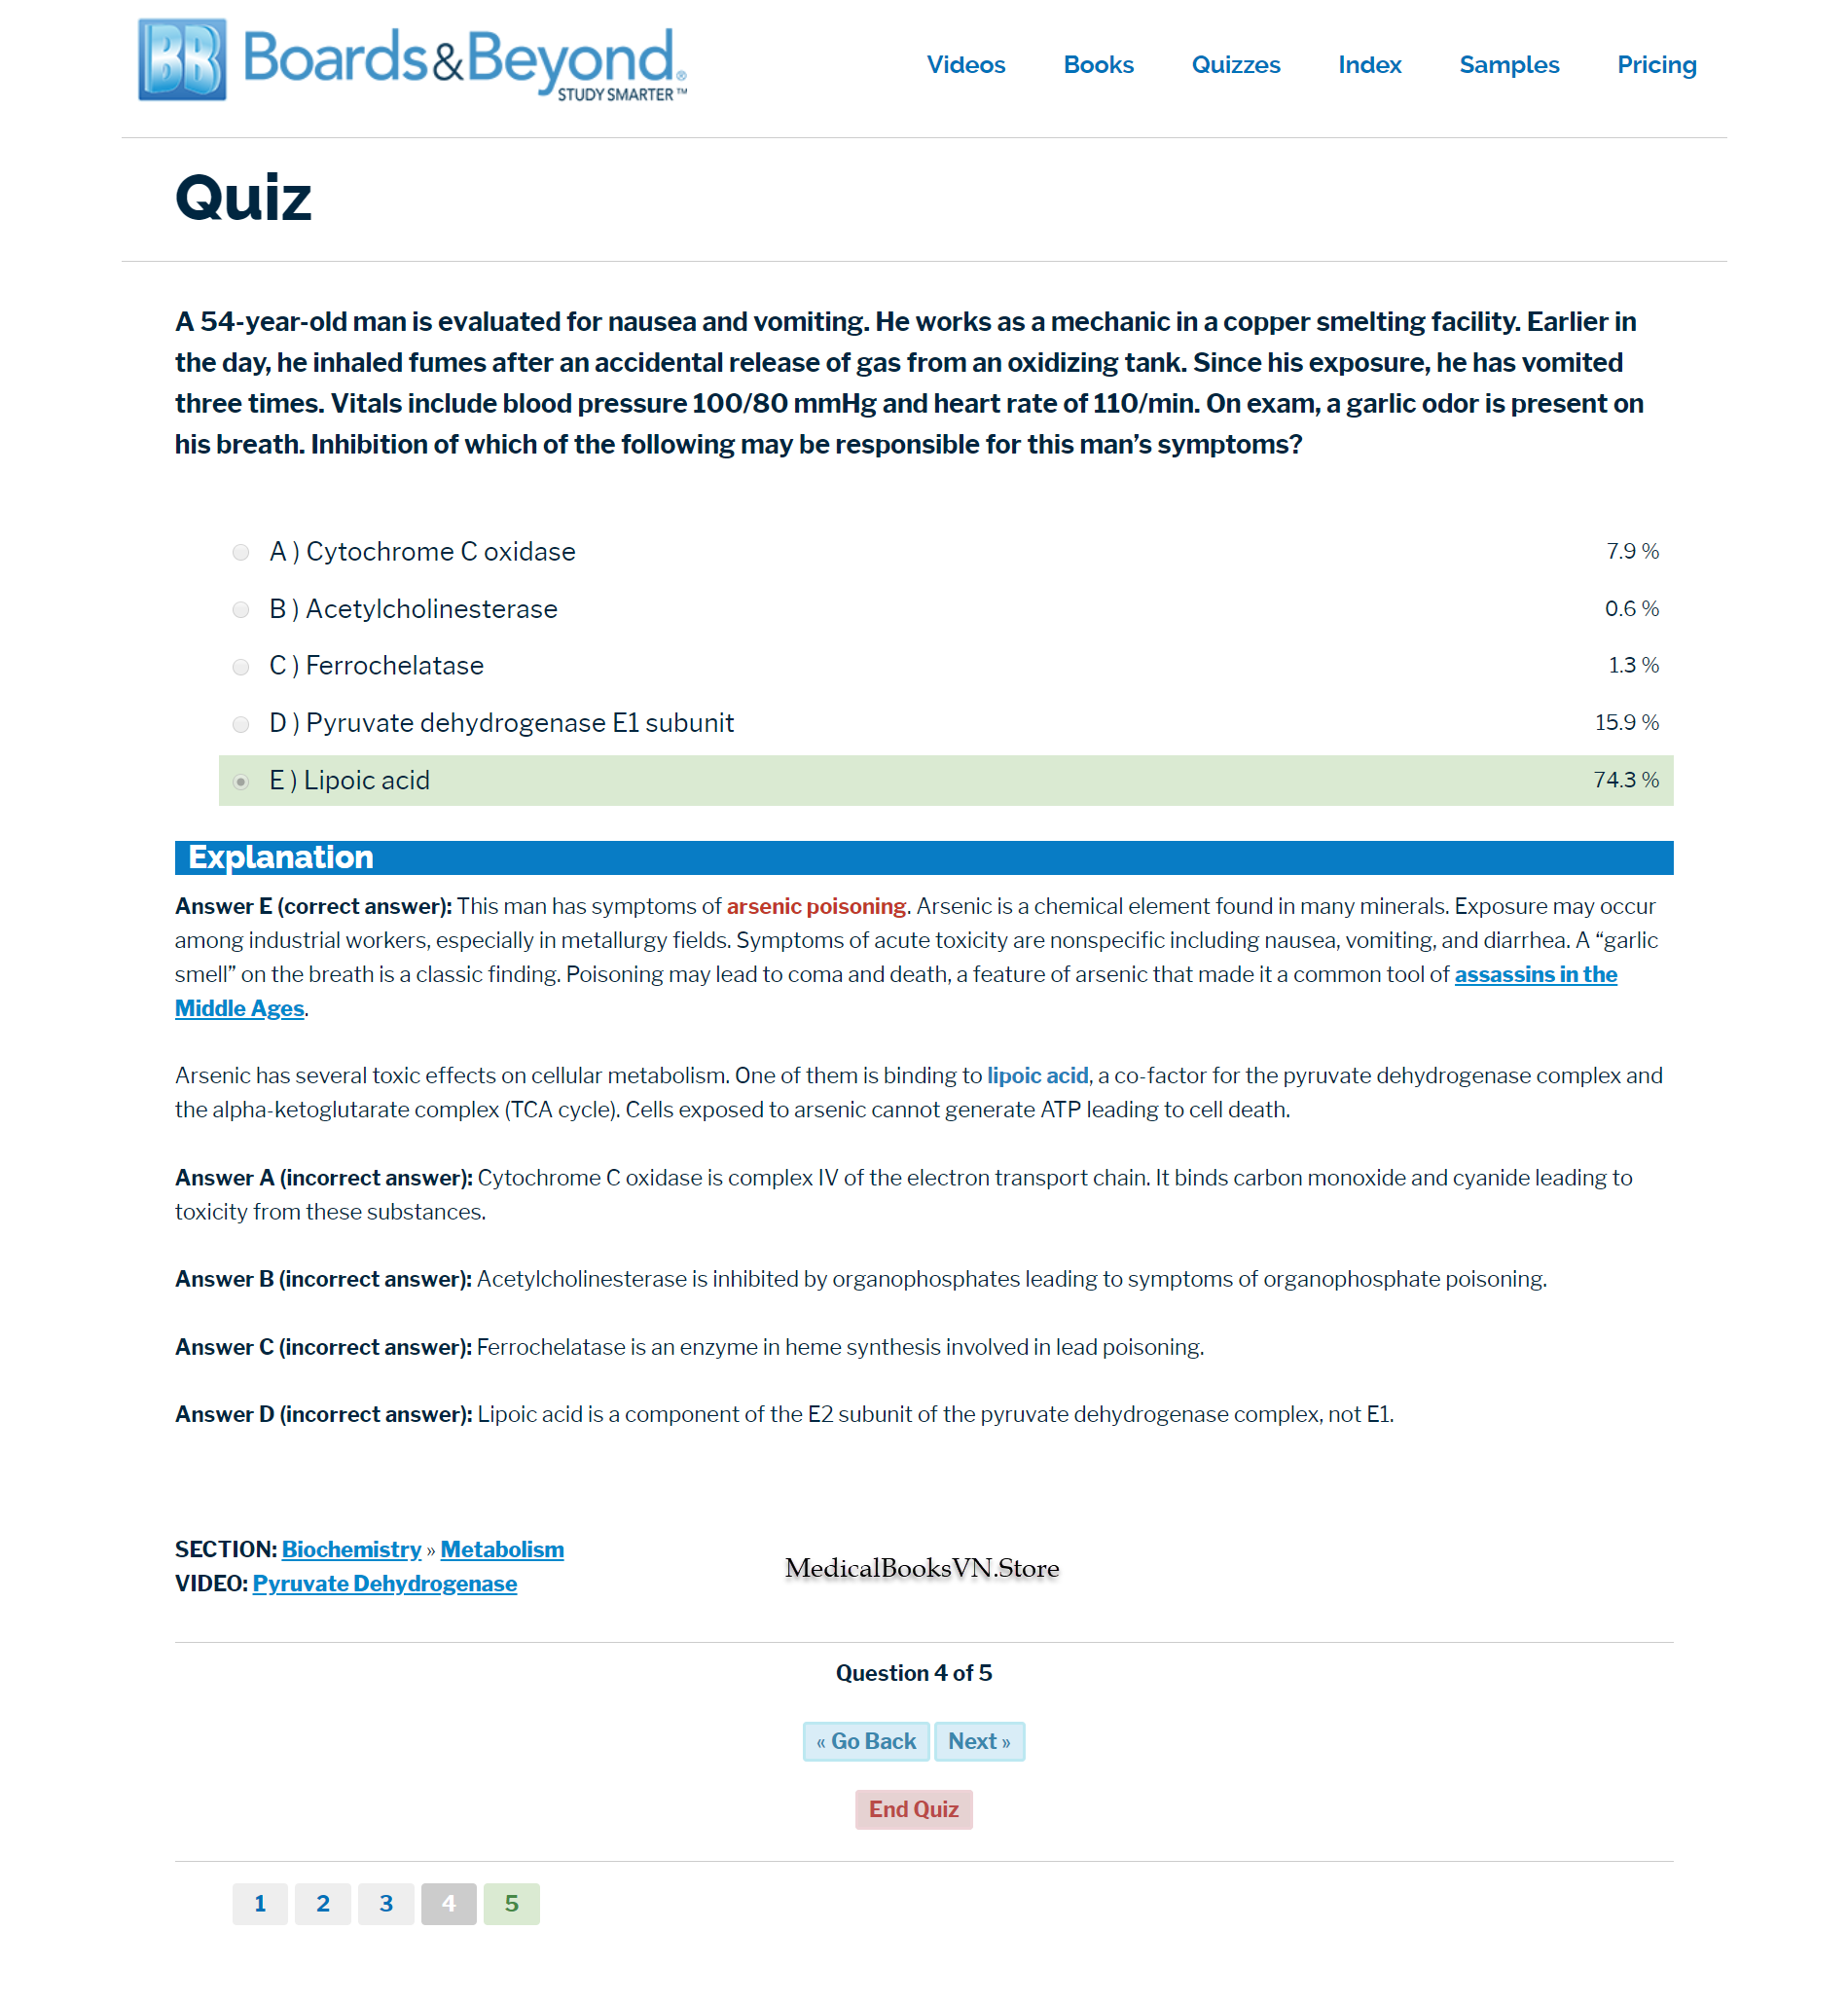 BB Boards&Beyond®
STUDY SMARTER™
Videos Books Quizzes Index Samples Pricing
Quiz
A 54-year-old man is evaluated for nausea and vomiting. He works as a mechanic in a copper smelting facility. Earlier in
the day, he inhaled fumes after an accidental release of gas from an oxidizing tank. Since his exposure, he has vomited
three times. Vitals include blood pressure 100/80 mmHg and heart rate of 110/min. On exam, a garlic odor is present on
his breath. Inhibition of which of the following may be responsible for this man’s symptoms?
A ) Cytochrome C oxidase 7.9 %
B ) Acetylcholinesterase 0.6 %
C ) Ferrochelatase 1.3 %
D ) Pyruvate dehydrogenase E1 subunit 15.9 %
E ) Lipoic acid 74.3 %
Explanation
Answer E (correct answer): This man has symptoms of arsenic poisoning. Arsenic is a chemical element found in many minerals. Exposure may occur
among industrial workers, especially in metallurgy fields. Symptoms of acute toxicity are nonspecific including nausea, vomiting, and diarrhea. A “garlic
smell” on the breath is a classic finding. Poisoning may lead to coma and death, a feature of arsenic that made it a common tool of assassins in the
Middle Ages.
Arsenic has several toxic effects on cellular metabolism. One of them is binding to lipoic acid, a co-factor for the pyruvate dehydrogenase complex and
the alpha-ketoglutarate complex (TCA cycle). Cells exposed to arsenic cannot generate ATP leading to cell death.
Answer A (incorrect answer): Cytochrome C oxidase is complex IV of the electron transport chain. It binds carbon monoxide and cyanide leading to
toxicity from these substances.
Answer B (incorrect answer): Acetylcholinesterase is inhibited by organophosphates leading to symptoms of organophosphate poisoning.
Answer C (incorrect answer): Ferrochelatase is an enzyme in heme synthesis involved in lead poisoning.
Answer D (incorrect answer): Lipoic acid is a component of the E2 subunit of the pyruvate dehydrogenase complex, not E1.
SECTION: Biochemistry » Metabolism
VIDEO: Pyruvate Dehydrogenase
MedicalBooksVN.Store
Question 4 of 5
« Go Back Next »
End Quiz
1 2 3 4 5